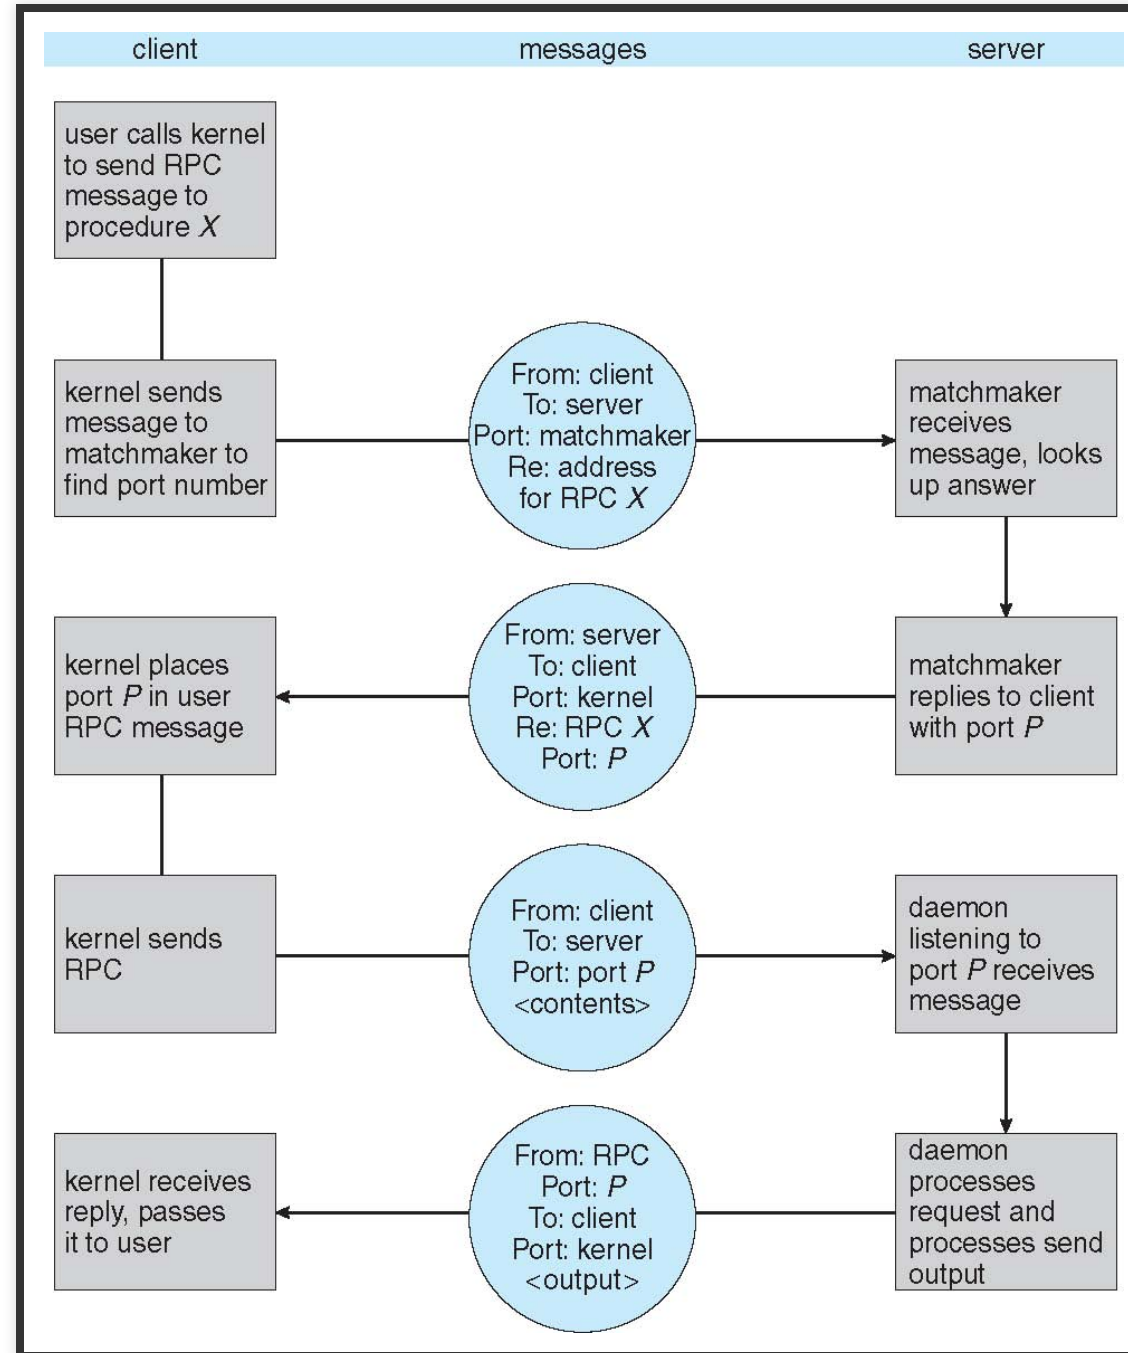 client messages server
user calls kernel
to send RPC
message to
procedure X
kernel sends
message to
matchmaker to
find port number
From: client
To: server
Port: matchmaker
Re: address
for RPC X
matchmaker
receives
message, looks
up answer
kernel places
port P in user
RPC message
From: server
To: client
Port: kernel
Re: RPC X
Port: P
matchmaker
replies to client
with port P
kernel sends
RPC
From: client
To: server
Port: port P
<contents>
daemon
listening to
port P receives
message
kernel receives
reply, passes
it to user
From: RPC
Port: P
To: client
Port: kernel
<output>
daemon
processes
request and
processes send
output